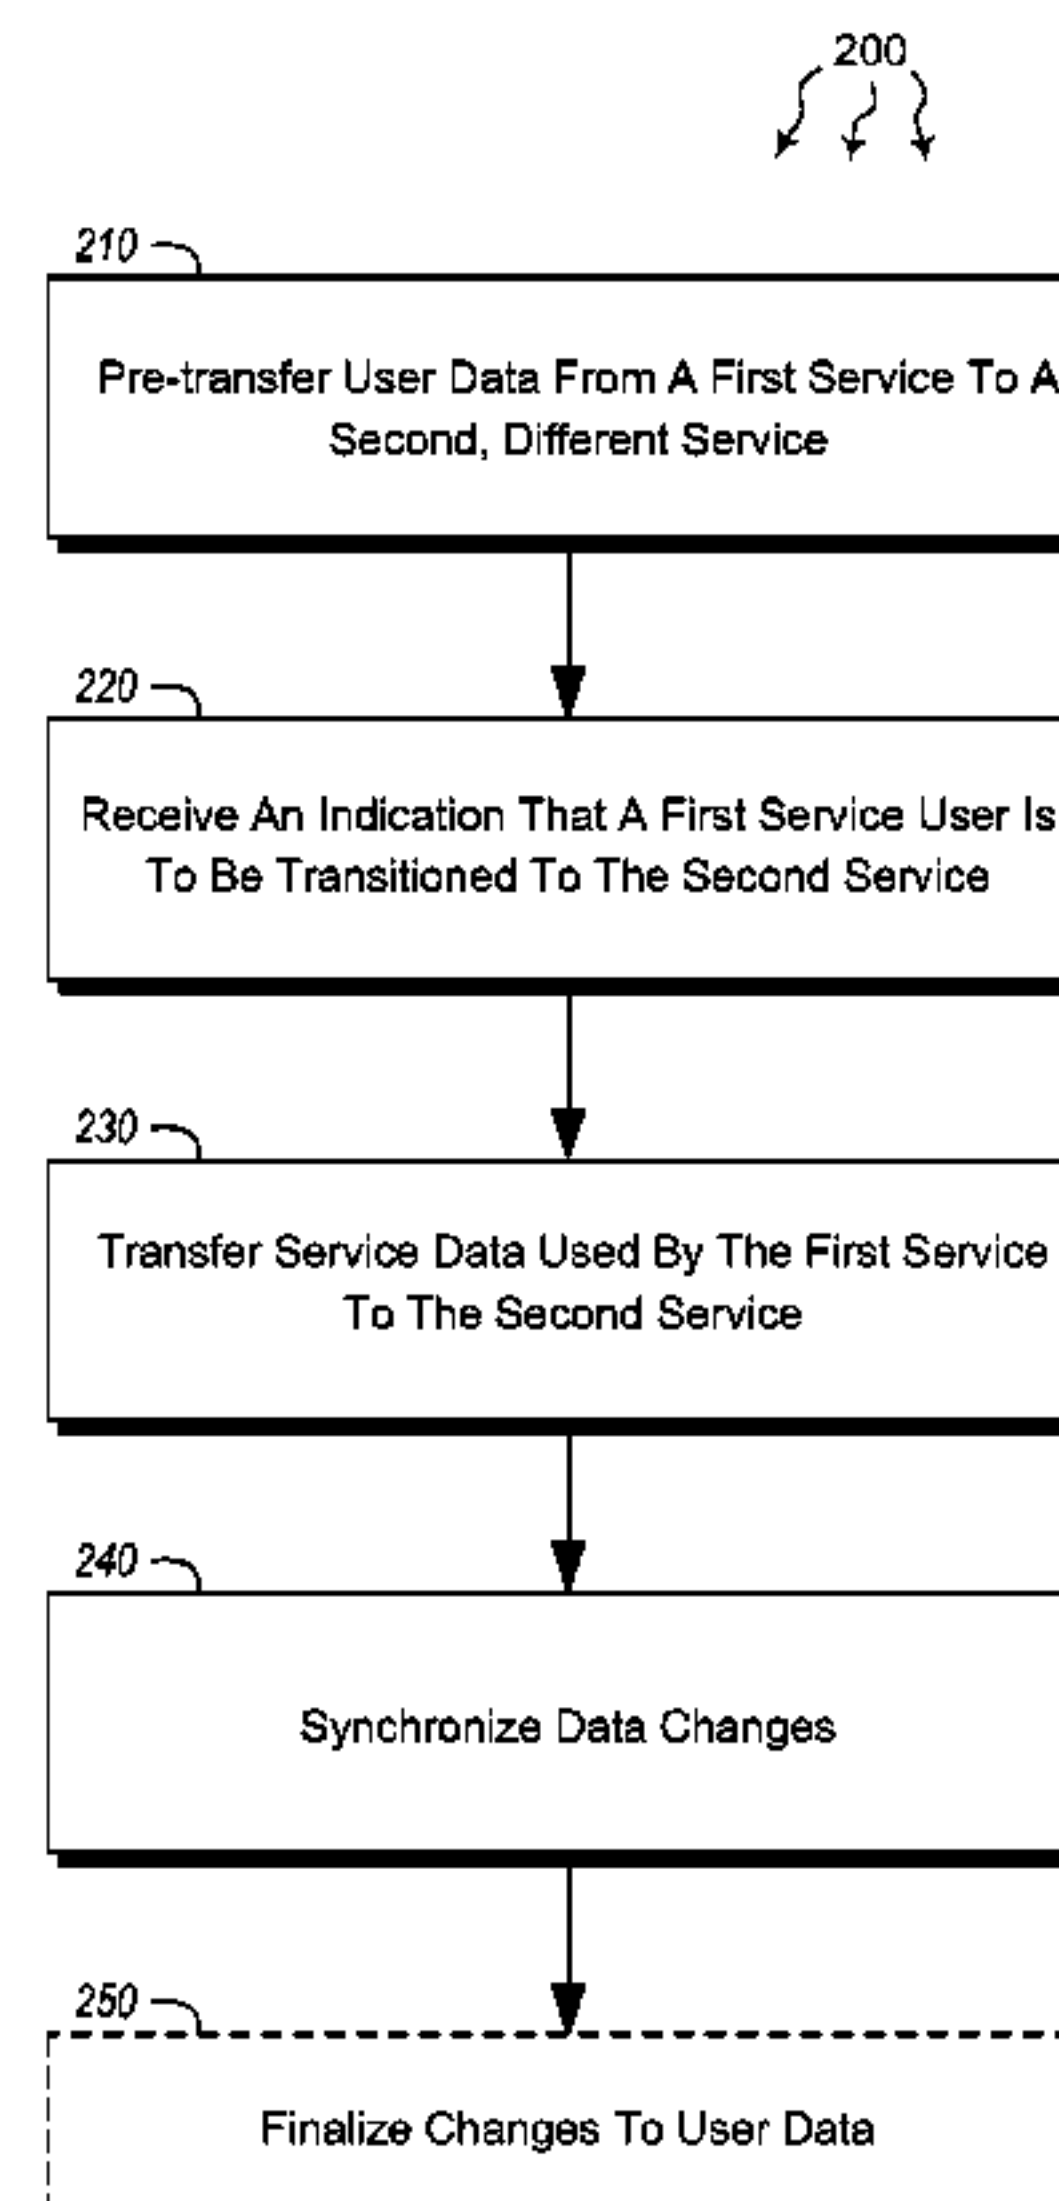 200
210
Pre-transfer User Data From A First Service To A
Second, Different Service
220
Receive An Indication That A First Service User Is
To Be Transitioned To The Second Service
230
Transfer Service Data Used By The First Service
To The Second Service
240
Synchronize Data Changes
250
Finalize Changes To User Data